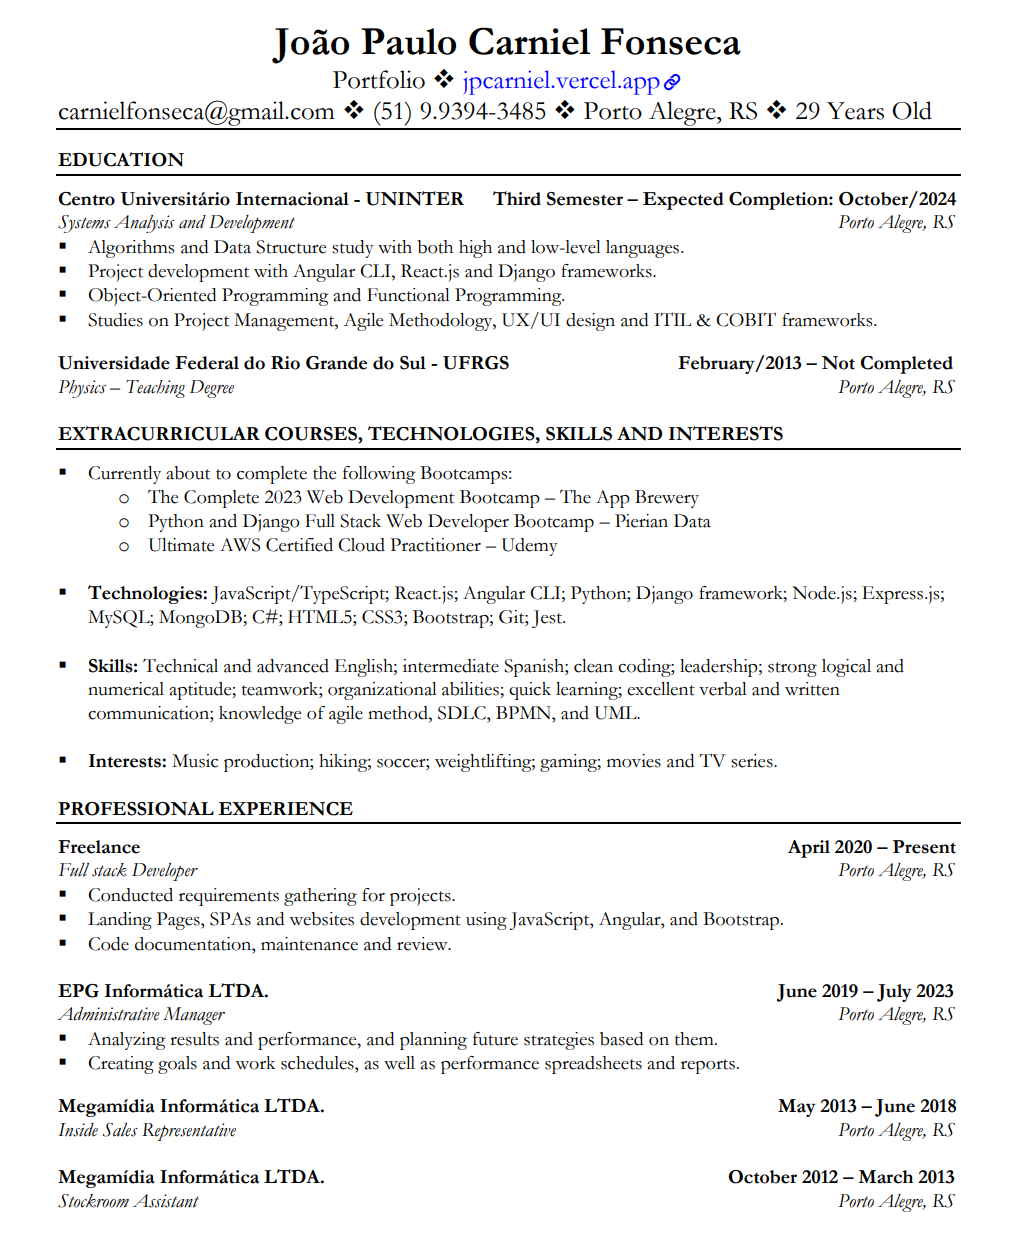 João Paulo Carniel Fonseca
Portfolio ❖ jpcarniel.vercel.app
carnielfonseca@gmail.com ❖ (51) 9.9394-3485 ❖ Porto Alegre, RS ❖ 29 Years Old
EDUCATION
Centro Universitário Internacional - UNINTER Third Semester – Expected Completion: October/2024
Systems Analysis and Development Porto Alegre, RS
▪ Algorithms and Data Structure study with both high and low-level languages.
▪ Project development with Angular CLI, React.js and Django frameworks.
▪ Object-Oriented Programming and Functional Programming.
▪ Studies on Project Management, Agile Methodology, UX/UI design and ITIL & COBIT frameworks.
Universidade Federal do Rio Grande do Sul - UFRGS February/2013 – Not Completed
Physics – Teaching Degree Porto Alegre, RS
EXTRACURRICULAR COURSES, TECHNOLOGIES, SKILLS AND INTERESTS
▪ Currently about to complete the following Bootcamps:
o The Complete 2023 Web Development Bootcamp – The App Brewery
o Python and Django Full Stack Web Developer Bootcamp – Pierian Data
o Ultimate AWS Certified Cloud Practitioner – Udemy
▪ Technologies: JavaScript/TypeScript; React.js; Angular CLI; Python; Django framework; Node.js; Express.js;
MySQL; MongoDB; C#; HTML5; CSS3; Bootstrap; Git; Jest.
▪ Skills: Technical and advanced English; intermediate Spanish; clean coding; leadership; strong logical and
numerical aptitude; teamwork; organizational abilities; quick learning; excellent verbal and written
communication; knowledge of agile method, SDLC, BPMN, and UML.
▪ Interests: Music production; hiking; soccer; weightlifting; gaming; movies and TV series.
PROFESSIONAL EXPERIENCE
Freelance April 2020 – Present
Full stack Developer Porto Alegre, RS
▪ Conducted requirements gathering for projects.
▪ Landing Pages, SPAs and websites development using JavaScript, Angular, and Bootstrap.
▪ Code documentation, maintenance and review.
EPG Informática LTDA. June 2019 – July 2023
Administrative Manager Porto Alegre, RS
▪ Analyzing results and performance, and planning future strategies based on them.
▪ Creating goals and work schedules, as well as performance spreadsheets and reports.
Megamídia Informática LTDA. May 2013 – June 2018
Inside Sales Representative Porto Alegre, RS
Megamídia Informática LTDA. October 2012 – March 2013
Stockroom Assistant Porto Alegre, RS